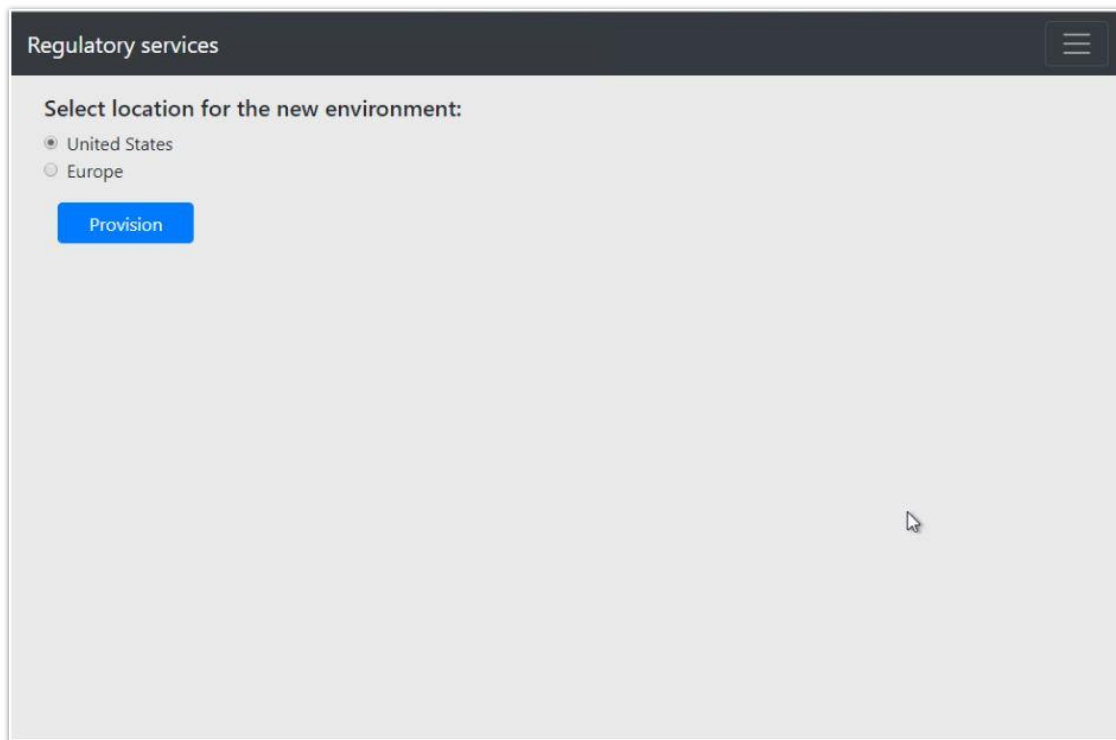 Regulatory services
Select location for the new environment:
United States
Europe
Provision